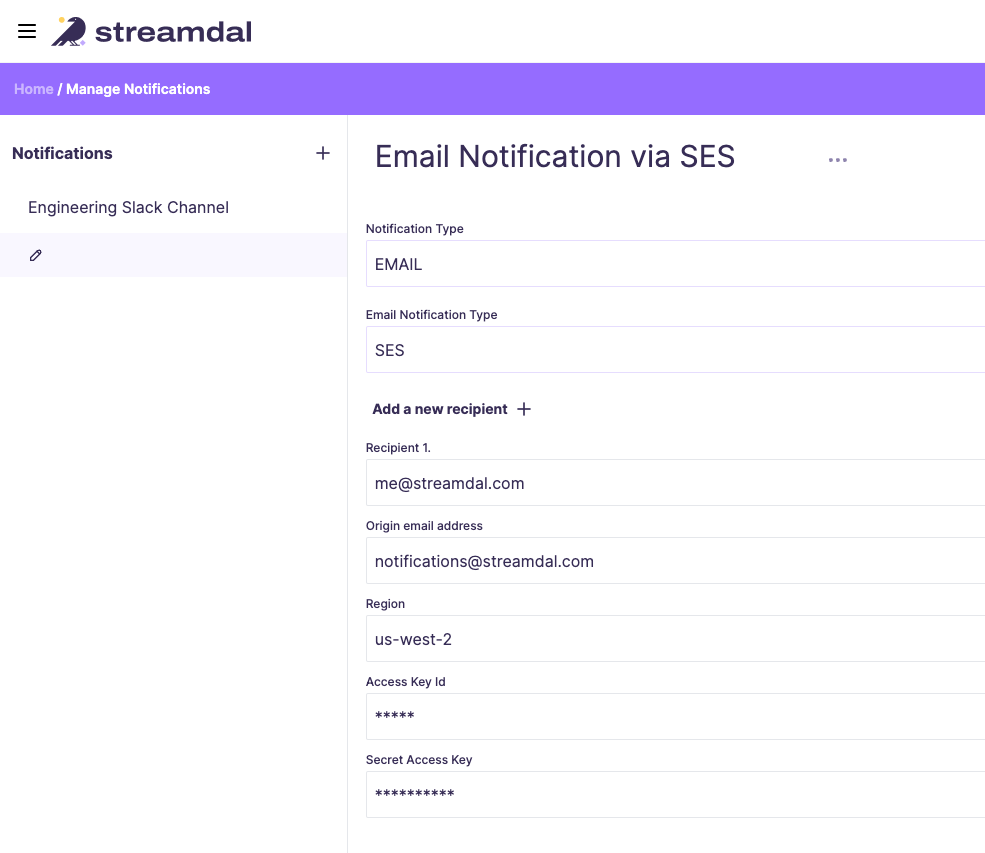 streamdal
Home / Manage Notifications
Notifications
Engineering Slack Channel
Email Notification via SES
Notification Type
EMAIL
Email Notification Type
SES
Add a new recipient
Recipient 1.
me@streamdal.com
Origin email address
notifications@streamdal.com
Region
us-west-2
Access Key Id
*****
Secret Access Key
**********